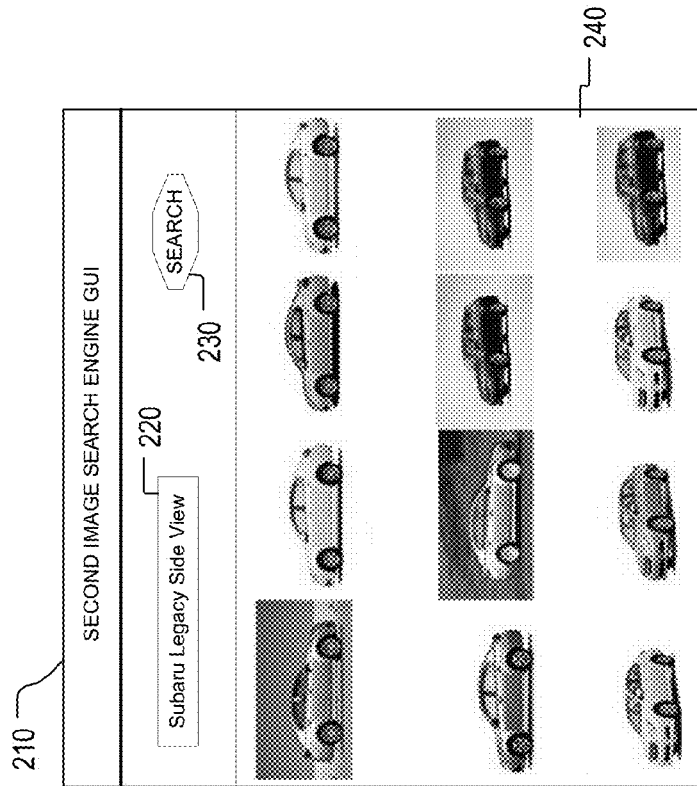 210
SECOND IMAGE SEARCH ENGINE GUI
220
Subaru Legacy Side View
SEARCH
230
240